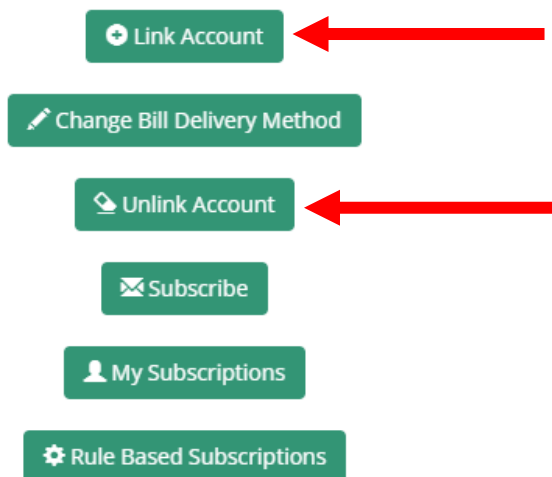 Link Account
Change Bill Delivery Method
Unlink Account
Subscribe
My Subscriptions
Rule Based Subscriptions